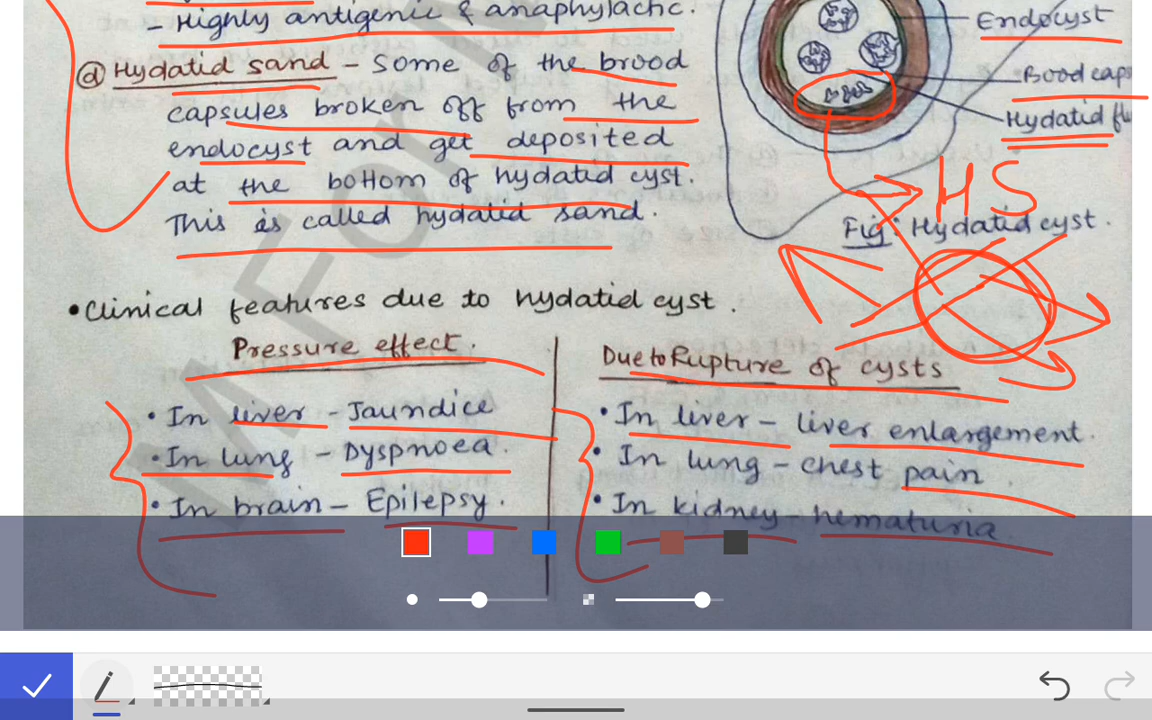 - Highly antigenic & anaphylactic.
ⓓ Hydatid sand - Some of the brood
capsules broken off from the
endocyst and get deposited
at the bottom of hydatid cyst.
This is called hydatid sand.
Endocyst
Hydatid
HS
Fig: Hydatid cyst.
• Clinical features due to hydatid cyst.
Pressure effect.
• In liver - Jaundice
• In lung - Dyspnoea.
• In brain - Epilepsy.
Due to Rupture of cysts
• In liver - liver enlargement.
• In lung - chest pain
• In kidney - hematuria